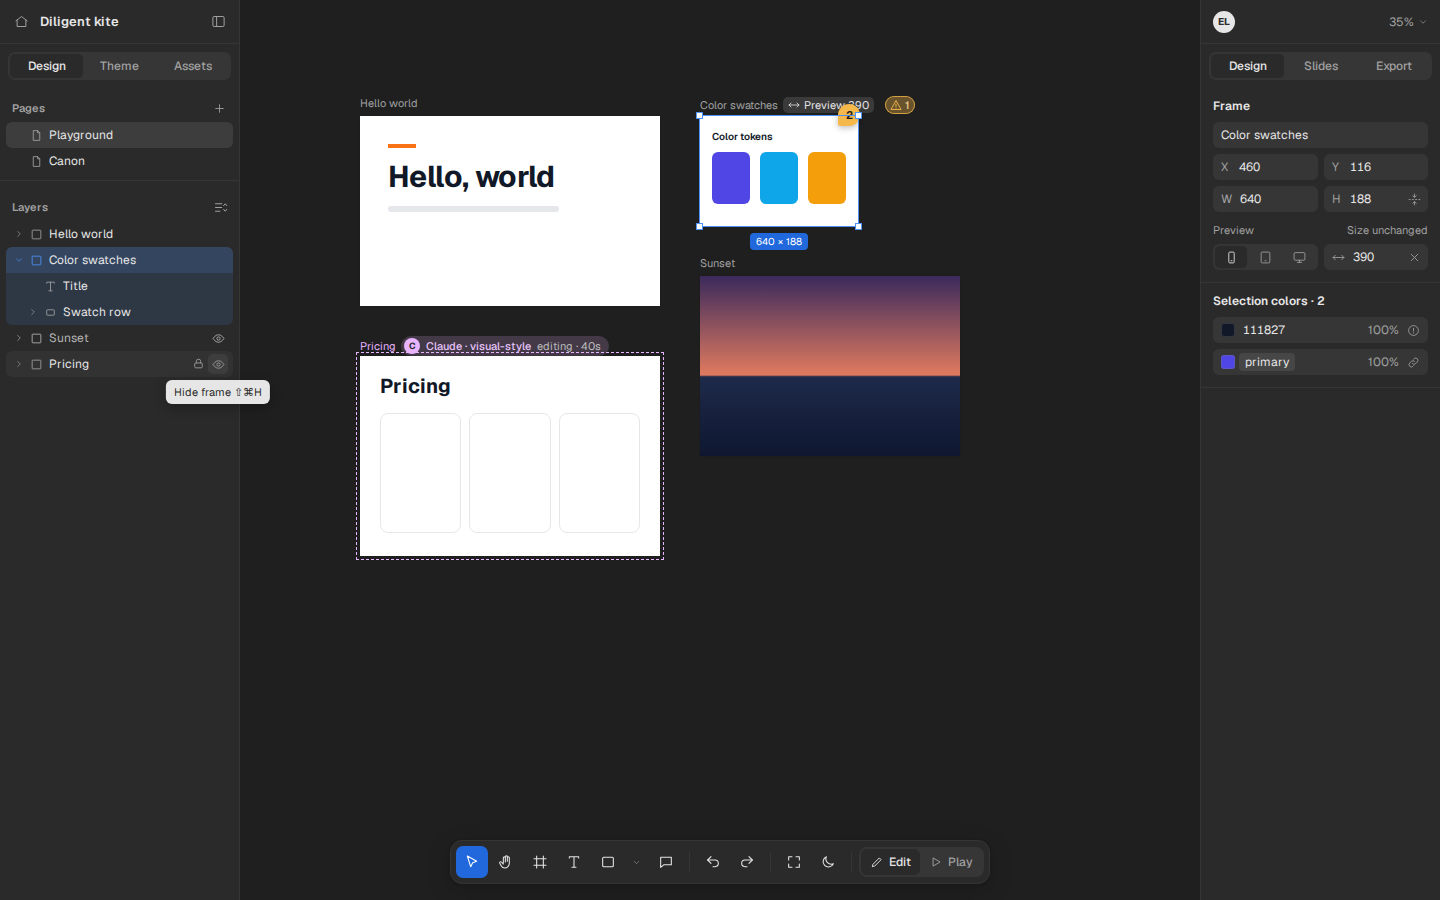 Diligent kite
Design Theme Assets
Pages
Playground
Canon
Layers
Hello world
Color swatches
Title
Swatch row
Sunset
Pricing
Hide frame ⇧⌘H
Hello world
Hello, world
Pricing C Claude · visual-style editing · 40s
Pricing
Color swatches Preview 390 1
2
Color tokens
640 × 188
Sunset
Edit Play
EL 35%
Design Slides Export
Frame
Color swatches
X 460 Y 116
W 640 H 188
Preview Size unchanged
390
Selection colors · 2
111827 100%
primary 100%